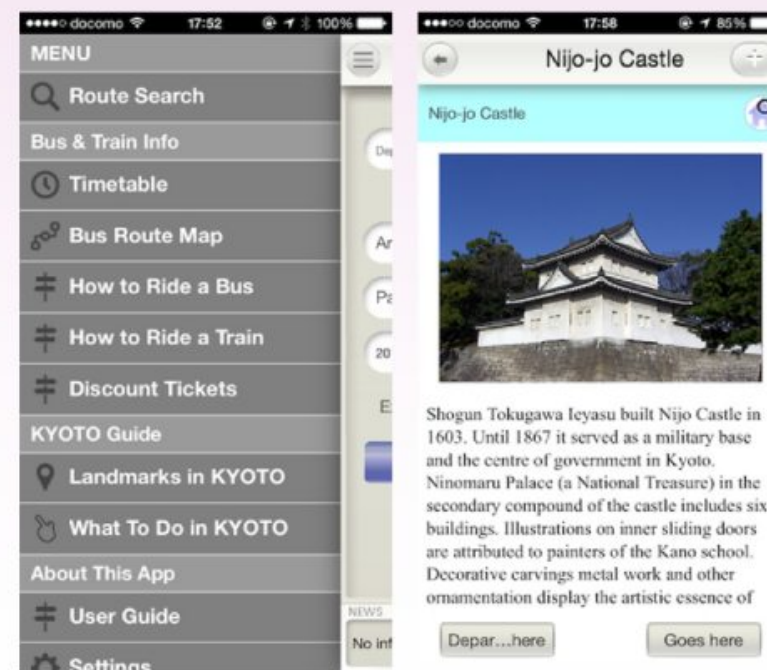 docomo 17:52 100%
MENU
Route Search
Bus & Train Info
Timetable
Bus Route Map
How to Ride a Bus
How to Ride a Train
Discount Tickets
KYOTO Guide
Landmarks in KYOTO
What To Do in KYOTO
About This App
User Guide
Settings
Dep
Ar
Pa
20
E
NEWS
No inf
docomo 17:58 85%
Nijo-jo Castle
Nijo-jo Castle
Shogun Tokugawa Ieyasu built Nijo Castle in
1603. Until 1867 it served as a military base
and the centre of government in Kyoto.
Ninomaru Palace (a National Treasure) in the
secondary compound of the castle includes six
buildings. Illustrations on inner sliding doors
are attributed to painters of the Kano school.
Decorative carvings metal work and other
ornamentation display the artistic essence of
Depar...here
Goes here